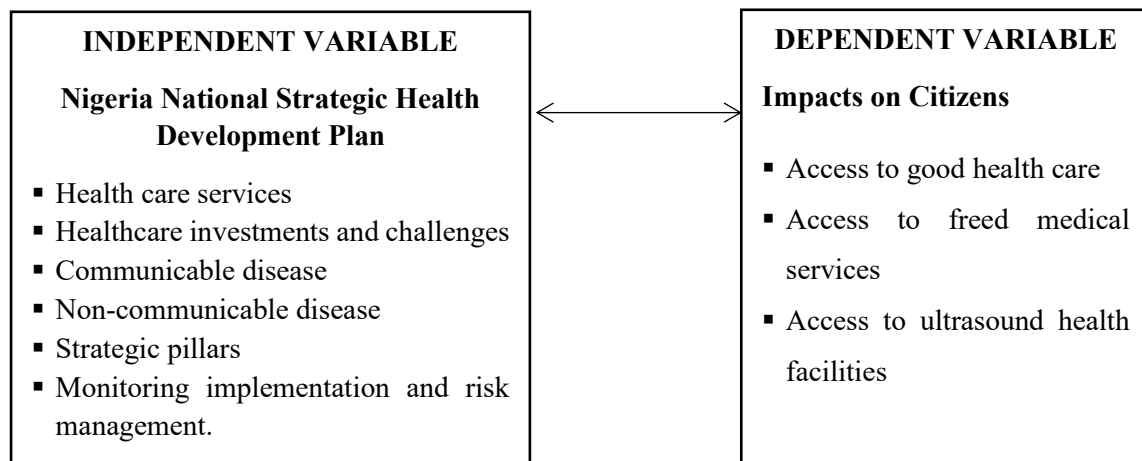 INDEPENDENT VARIABLE
Nigeria National Strategic Health
Development Plan
▪ Health care services
▪ Healthcare investments and challenges
▪ Communicable disease
▪ Non-communicable disease
▪ Strategic pillars
▪ Monitoring implementation and risk
management.
DEPENDENT VARIABLE
Impacts on Citizens
▪ Access to good health care
▪ Access to freed medical
services
▪ Access to ultrasound health
facilities